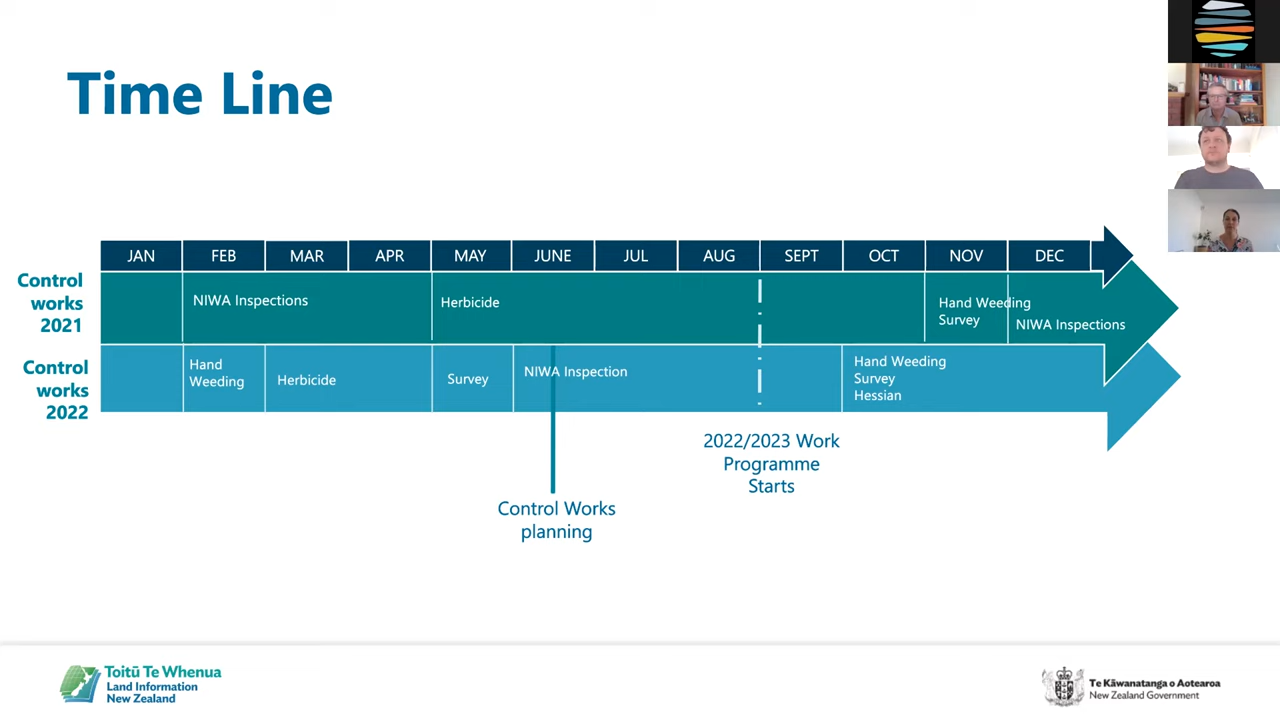 Time Line
JAN FEB MAR APR MAY JUNE JUL AUG SEPT OCT NOV DEC
Control
works
2021
NIWA Inspections
Herbicide
Hand Weeding
Survey
NIWA Inspections
Control
works
2022
Hand
Weeding
Herbicide
Survey
NIWA Inspection
Hand Weeding
Survey
Hessian
2022/2023 Work
Programme
Starts
Control Works
planning
Toitū Te Whenua
Land Information
New Zealand
Te Kāwanatanga o Aotearoa
New Zealand Government